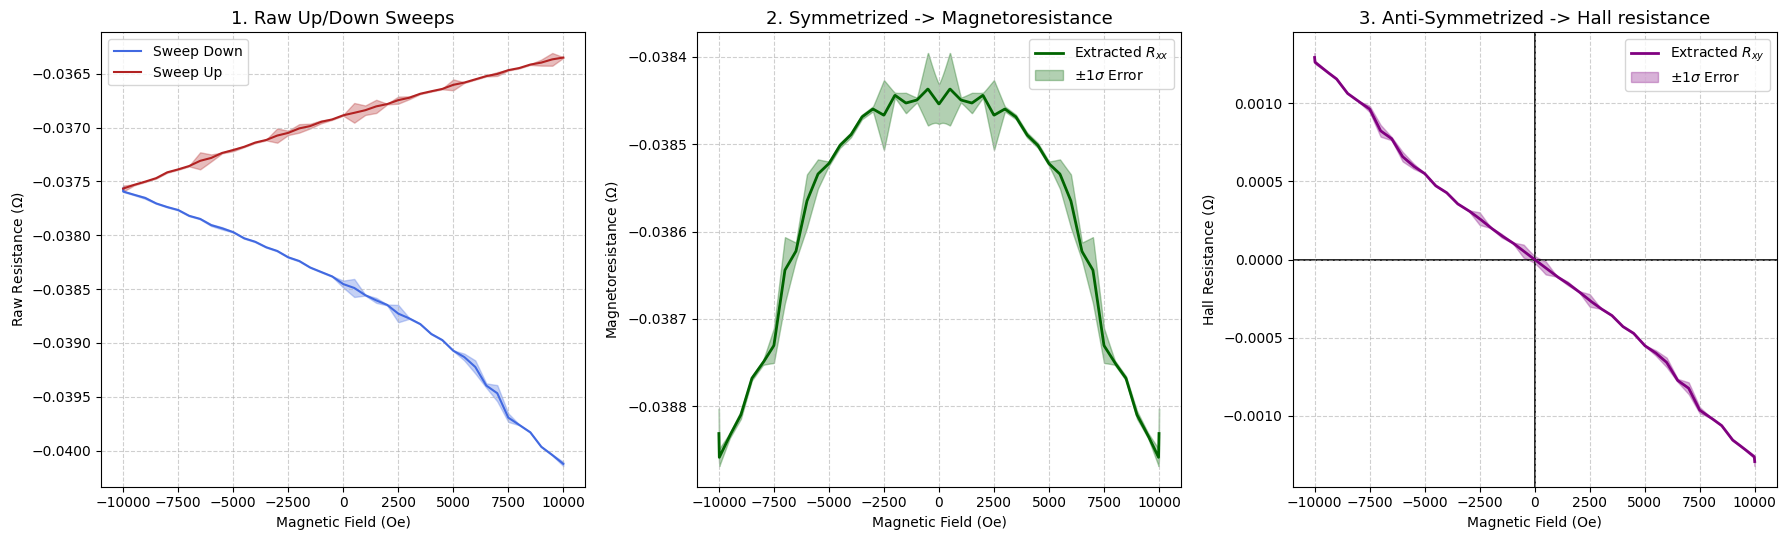 1. Raw Up/Down Sweeps
Sweep Down
Sweep Up
−0.0365
−0.0370
−0.0375
−0.0380
−0.0385
−0.0390
−0.0395
−0.0400
Raw Resistance (Ω)
−10000 −7500 −5000 −2500 0 2500 5000 7500 10000
Magnetic Field (Oe)
2. Symmetrized -> Magnetoresistance
Extracted Rxx
±1σ Error
−0.0384
−0.0385
−0.0386
−0.0387
−0.0388
Magnetoresistance (Ω)
−10000 −7500 −5000 −2500 0 2500 5000 7500 10000
Magnetic Field (Oe)
3. Anti-Symmetrized -> Hall resistance
Extracted Rxy
±1σ Error
0.0010
0.0005
0.0000
−0.0005
−0.0010
Hall Resistance (Ω)
−10000 −7500 −5000 −2500 0 2500 5000 7500 10000
Magnetic Field (Oe)